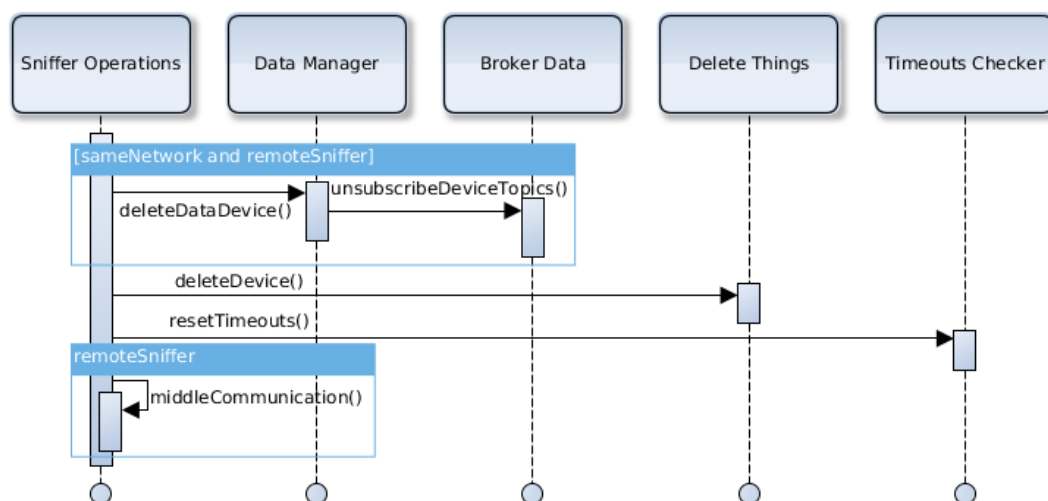 Sniffer Operations
Data Manager
Broker Data
Delete Things
Timeouts Checker
[sameNetwork and remoteSniffer]
unsubscribeDeviceTopics()
deleteDataDevice()
deleteDevice()
resetTimeouts()
remoteSniffer
middleCommunication()